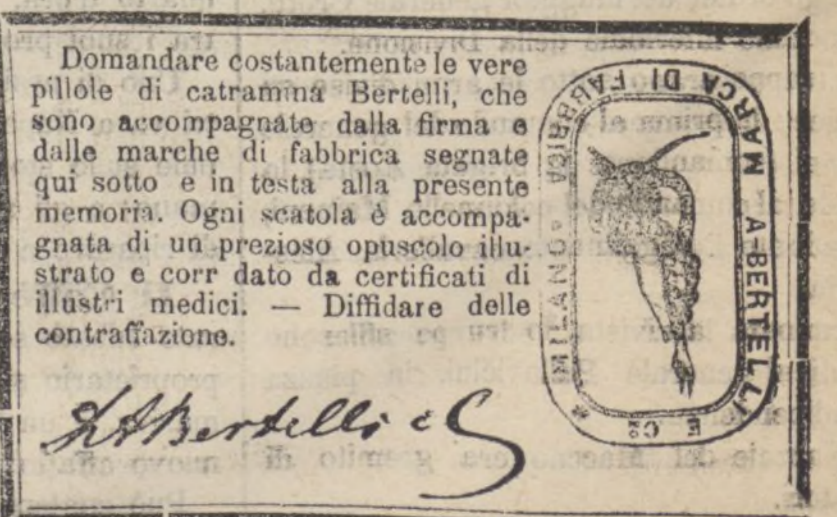 Domandare costantemente le vere
pillole di catramina Bertelli, che
sono accompagnate dalla firma e
dalle marche di fabbrica segnate
qui sotto e in testa alla presente
memoria. Ogni scatola è accompa-
gnata di un prezioso opuscolo illu-
strato e corr dato da certificati di
illustri medici. — Diffidare delle
contraffazione.
MARCA DI FABBRICA
* MILANO *
A BERTELLI
E Co
ABertelli e C